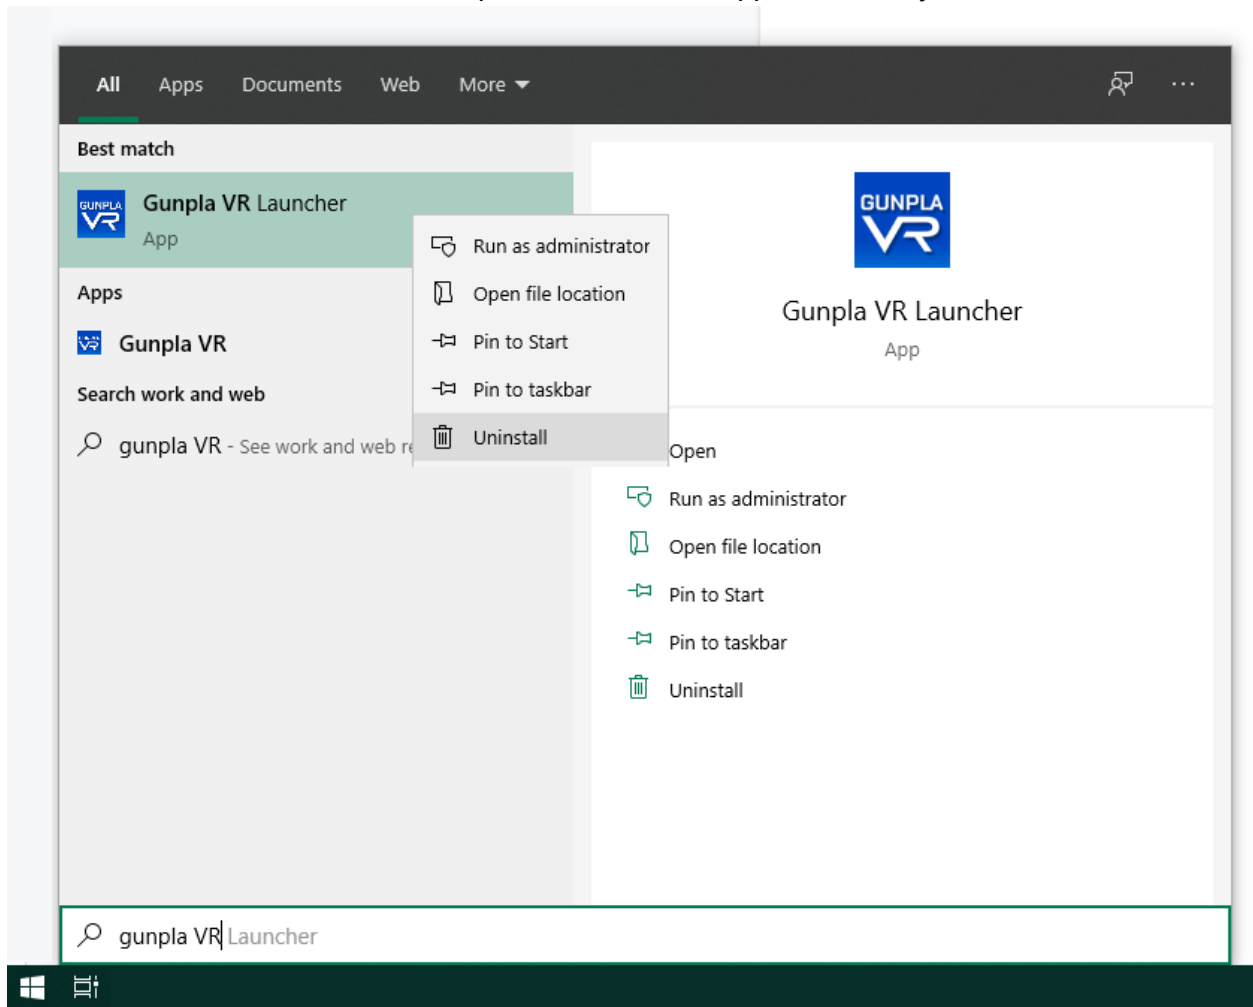 All Apps Documents Web More
Best match
GUNPLA
VR
Gunpla VR Launcher
App
Apps
Gunpla VR
Search work and web
gunpla VR - See work and web re
Run as administrator
Open file location
Pin to Start
Pin to taskbar
Uninstall
GUNPLA
VR
Gunpla VR Launcher
App
Open
Run as administrator
Open file location
Pin to Start
Pin to taskbar
Uninstall
gunpla VR Launcher